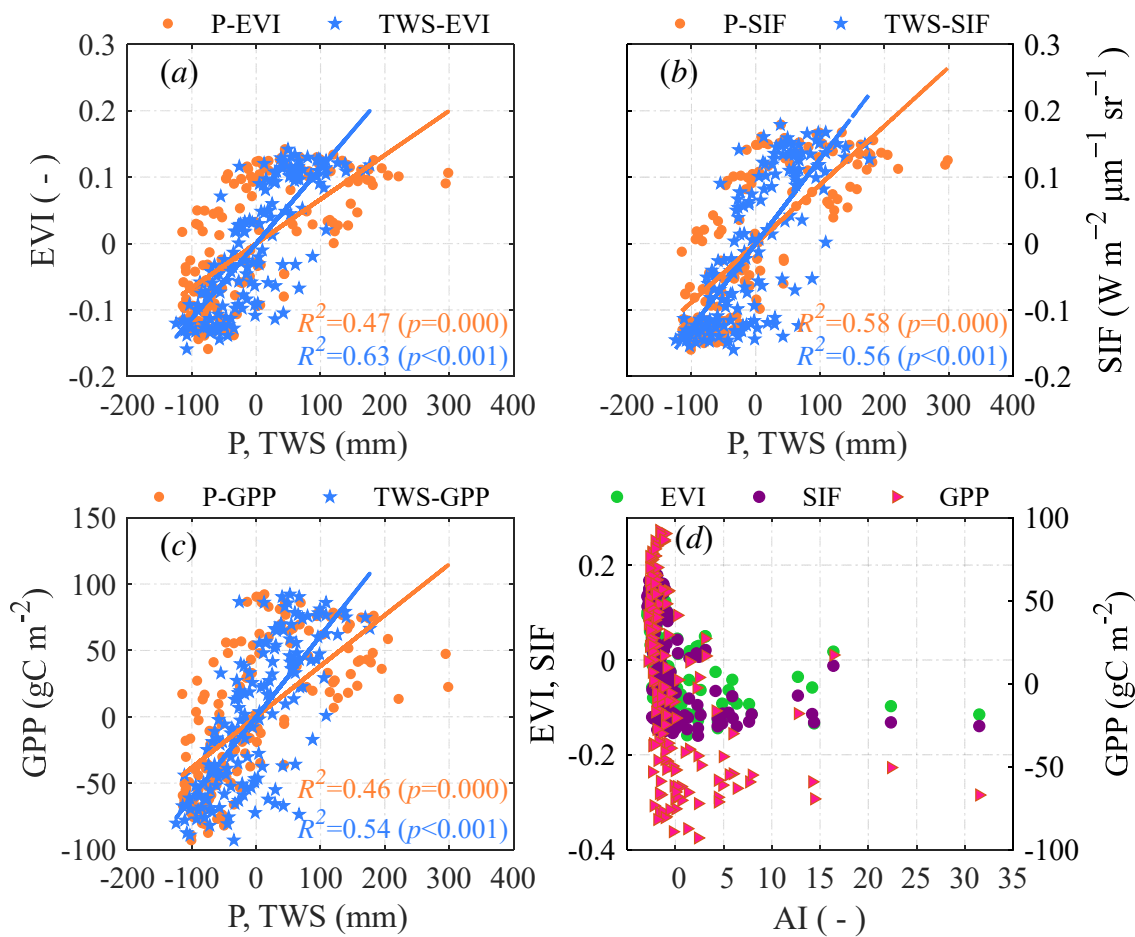 P-EVI TWS-EVI
P-SIF TWS-SIF
(a)
(b)
0.3
0.2
0.1
0
-0.1
-0.2
EVI ( - )
R²=0.47 (p=0.000)
R²=0.63 (p<0.001)
-200 -100 0 100 200 300 400
P, TWS (mm)
R²=0.58 (p=0.000)
R²=0.56 (p<0.001)
0.3
0.2
0.1
0
-0.1
-0.2
SIF (W m⁻² μm⁻¹ sr⁻¹)
-200 -100 0 100 200 300 400
P, TWS (mm)
P-GPP TWS-GPP
EVI SIF GPP
(c)
(d)
150
100
50
0
-50
-100
GPP (gC m⁻²)
R²=0.46 (p=0.000)
R²=0.54 (p<0.001)
-200 -100 0 100 200 300 400
P, TWS (mm)
0.2
0
-0.2
-0.4
EVI, SIF
100
50
0
-50
-100
GPP (gC m⁻²)
0 5 10 15 20 25 30 35
AI ( - )